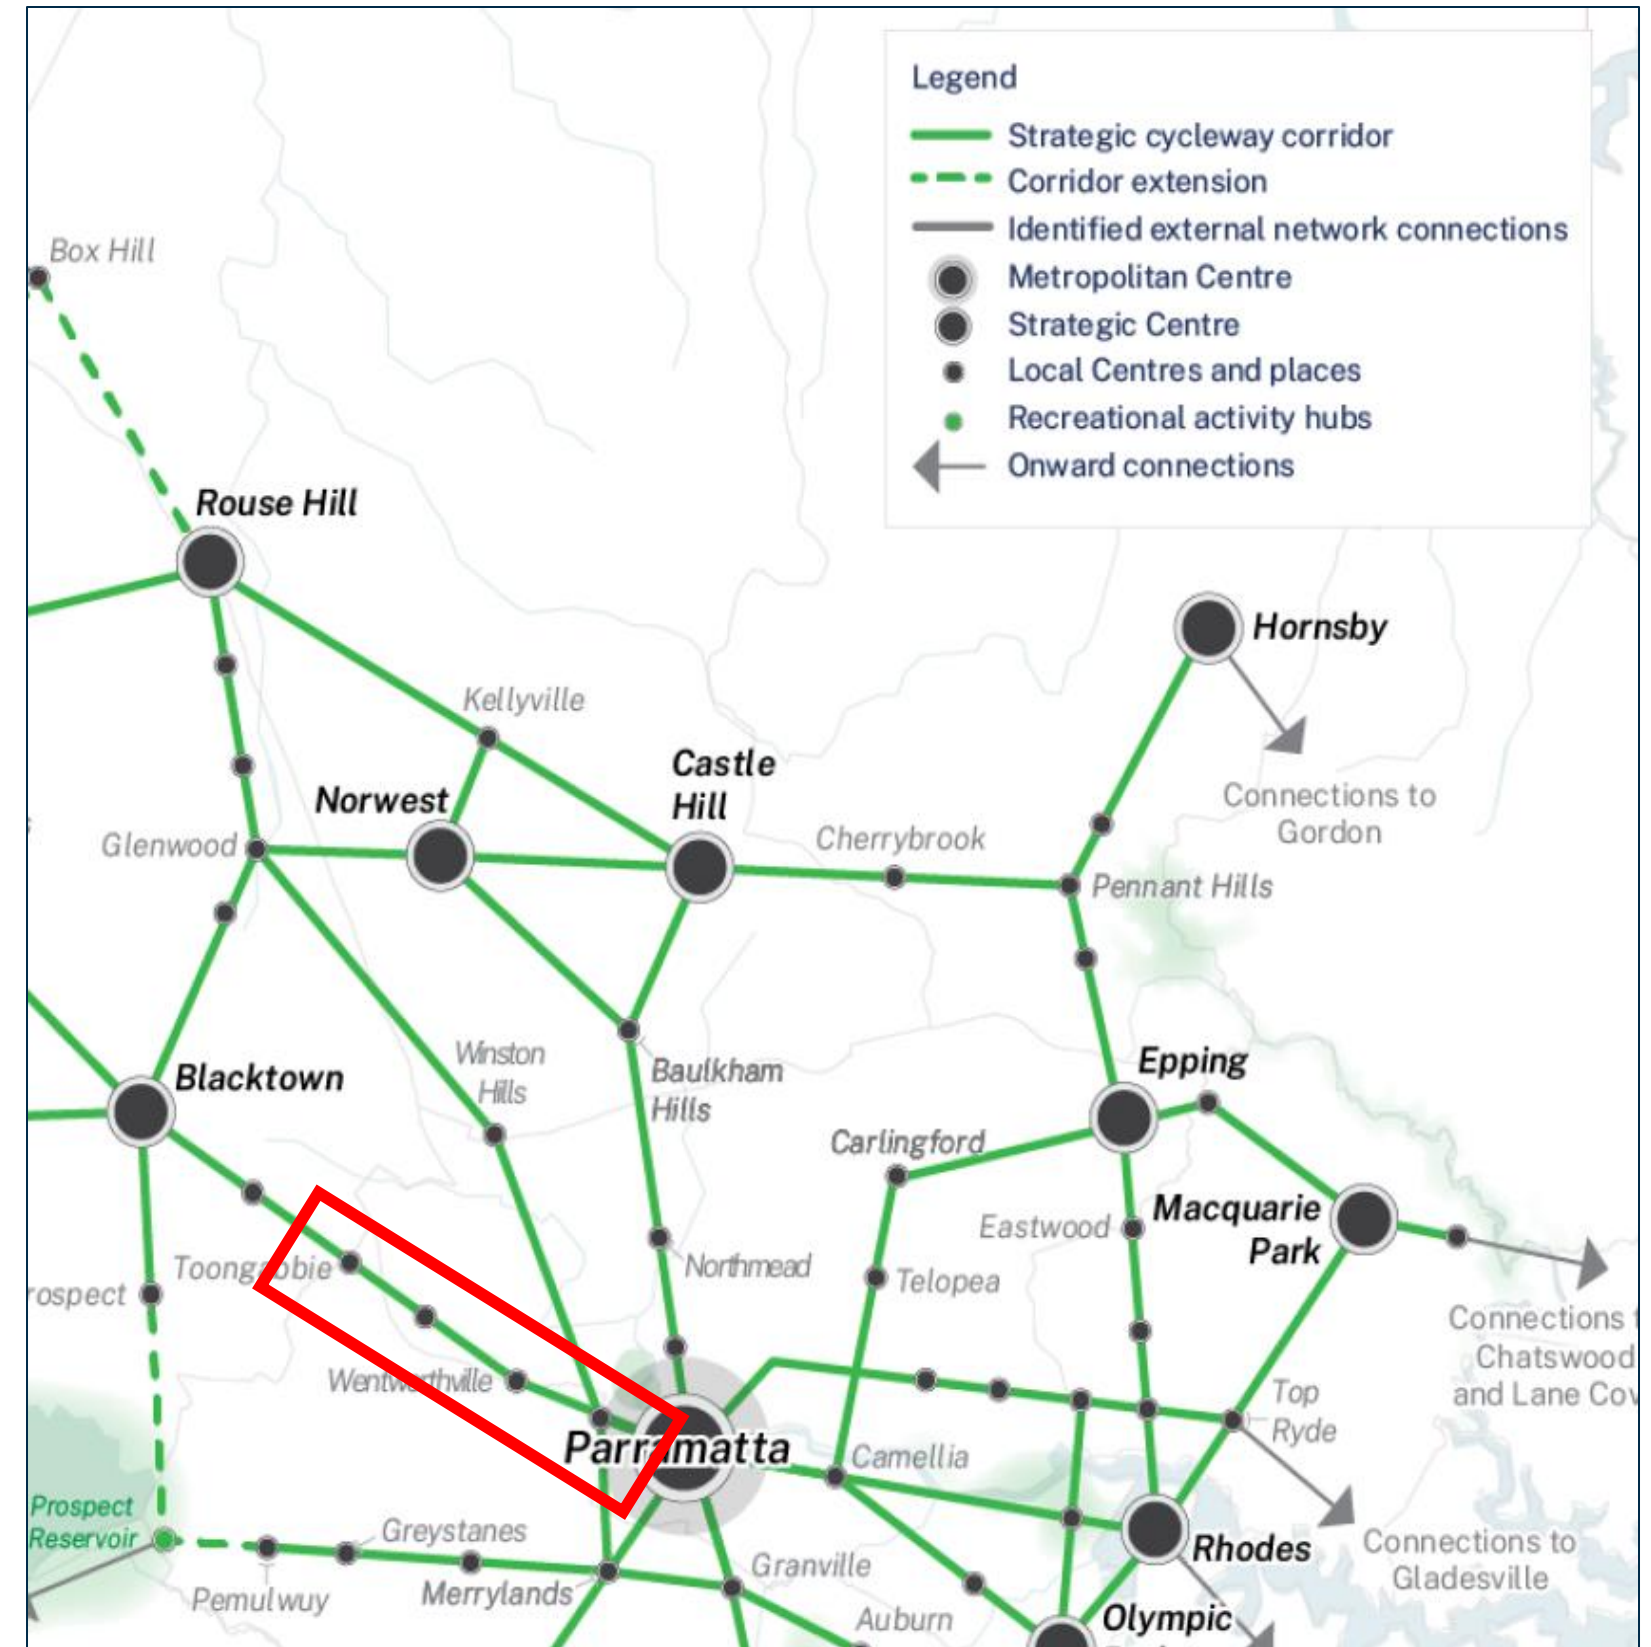 Legend
Strategic cycleway corridor
Corridor extension
Identified external network connections
Metropolitan Centre
Strategic Centre
Local Centres and places
Recreational activity hubs
Onward connections
Box Hill
Rouse Hill
Hornsby
Kellyville
Castle
Hill
Norwest
Connections to
Gordon
Glenwood
Cherrybrook
Pennant Hills
Winston
Hills
Epping
Blacktown
Baulkham
Hills
Carlingford
Macquarie
Park
Eastwood
Toongabbie
Northmead
Telopea
rospect
Connections
Chatswood
and Lane Cov
Wentworthville
Top
Ryde
Parramatta
Camellia
Prospect
Reservoir
Greystanes
Rhodes
Connections to
Gladesville
Granville
Pemulwuy
Merrylands
Auburn
Olympic